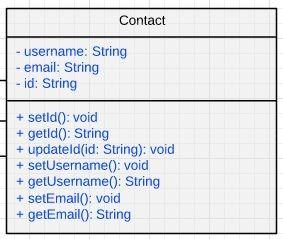 Contact
- username: String
- email: String
- id: String
+ setId(): void
+ getId(): String
+ updateId(id: String): void
+ setUsername(): void
+ getUsername(): String
+ setEmail(): void
+ getEmail(): String